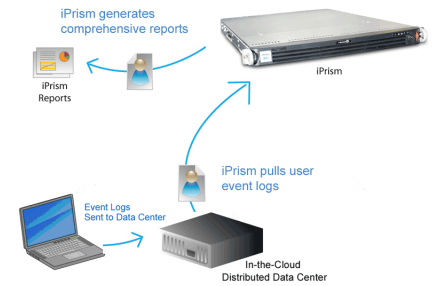 iPrism generates
comprehensive reports
iPrism
Reports
iPrism
iPrism pulls user
event logs
Event Logs
Sent to Data Center
In-the-Cloud
Distributed Data Center